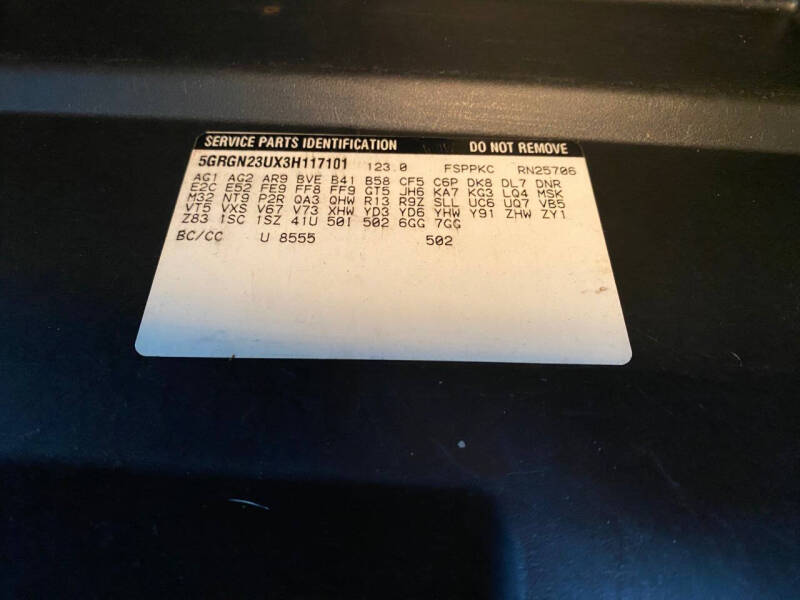 SERVICE PARTS IDENTIFICATION DO NOT REMOVE
5GRGN23UX3H117101 123.0 FSPPKC RN25706
AG1 AG2 AR9 BVE B41 B58 CF5 C6P DK8 DL7 DNR
E2C E52 FE9 FF8 FF9 GT5 JH6 KA7 KG3 LQ4 MSK
M32 NT9 P2R QA3 QHW R13 R9Z SLL UC6 UQ7 VB5
VT5 VXS V67 V73 XHW YD3 YD6 YHW Y91 ZHW ZY1
Z83 1SC 1SZ 41U 50I 502 6GG 7GG
BC/CC U 8555 502